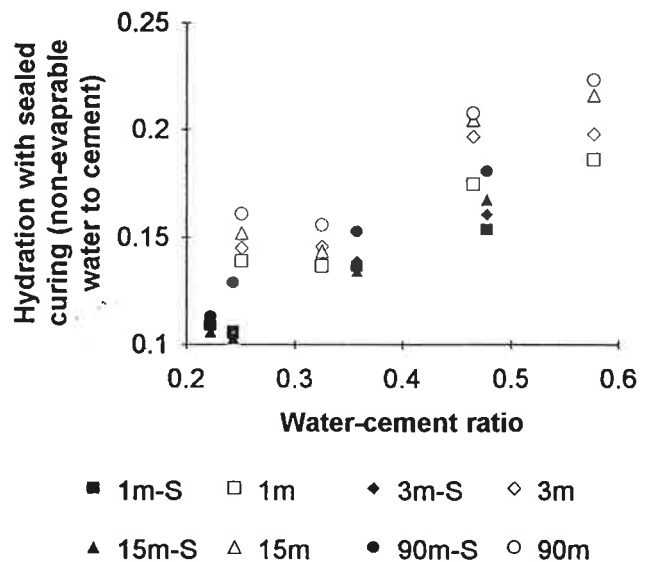 Hydration with sealed
curing (non-evaprable
water to cement)
0.25
0.2
0.15
0.1
0.2 0.3 0.4 0.5 0.6
Water-cement ratio
1m-S 1m 3m-S 3m
15m-S 15m 90m-S 90m